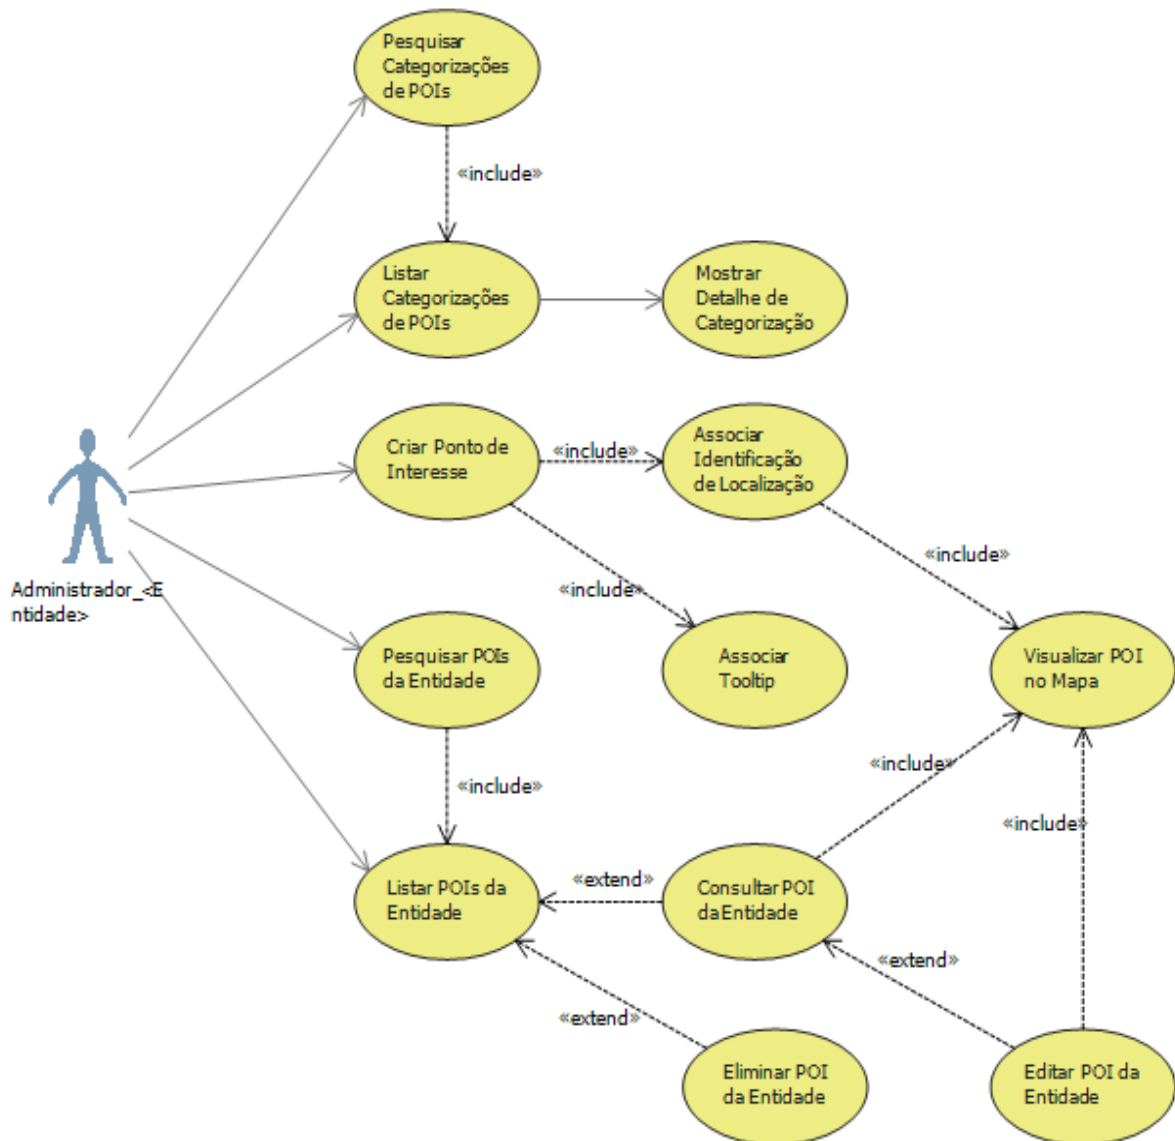 Pesquisar
Categorizações
de POIs
«include»
Listar
Categorizações
de POIs
Mostrar
Detalhe de
Categorização
Criar Ponto de
Interesse
«include»
Associar
Identificação
de Localização
«include»
«include»
Administrador_<E
ntidade>
Pesquisar POIs
da Entidade
Associar
Tooltip
Visualizar POI
no Mapa
«include»
«include»
«include»
Listar POIs da
Entidade
«extend»
Consultar POI
da Entidade
«extend»
«extend»
Eliminar POI
da Entidade
Editar POI da
Entidade